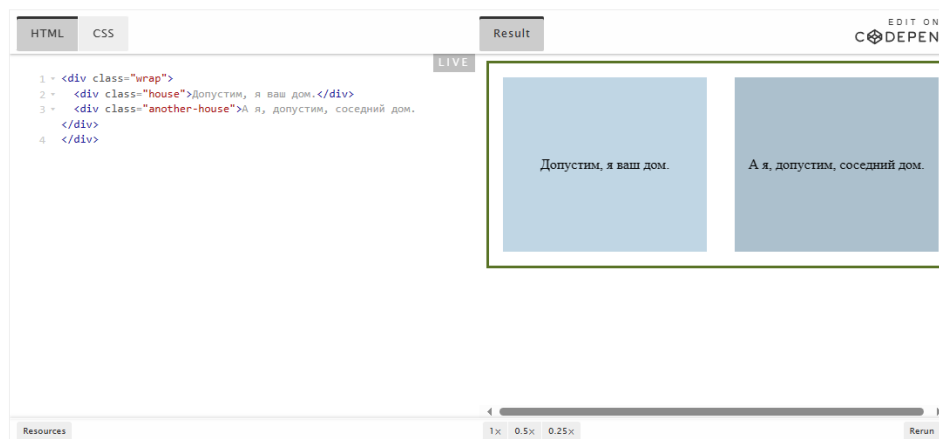 HTML CSS Result EDIT ON
CODEPEN
LIVE
1 <div class="wrap">
2 <div class="house">Допустим, я ваш дом.</div>
3 <div class="another-house">А я, допустим, соседний дом.
</div>
4 </div>
Допустим, я ваш дом.
А я, допустим, соседний дом.
Resources 1× 0.5× 0.25× Rerun